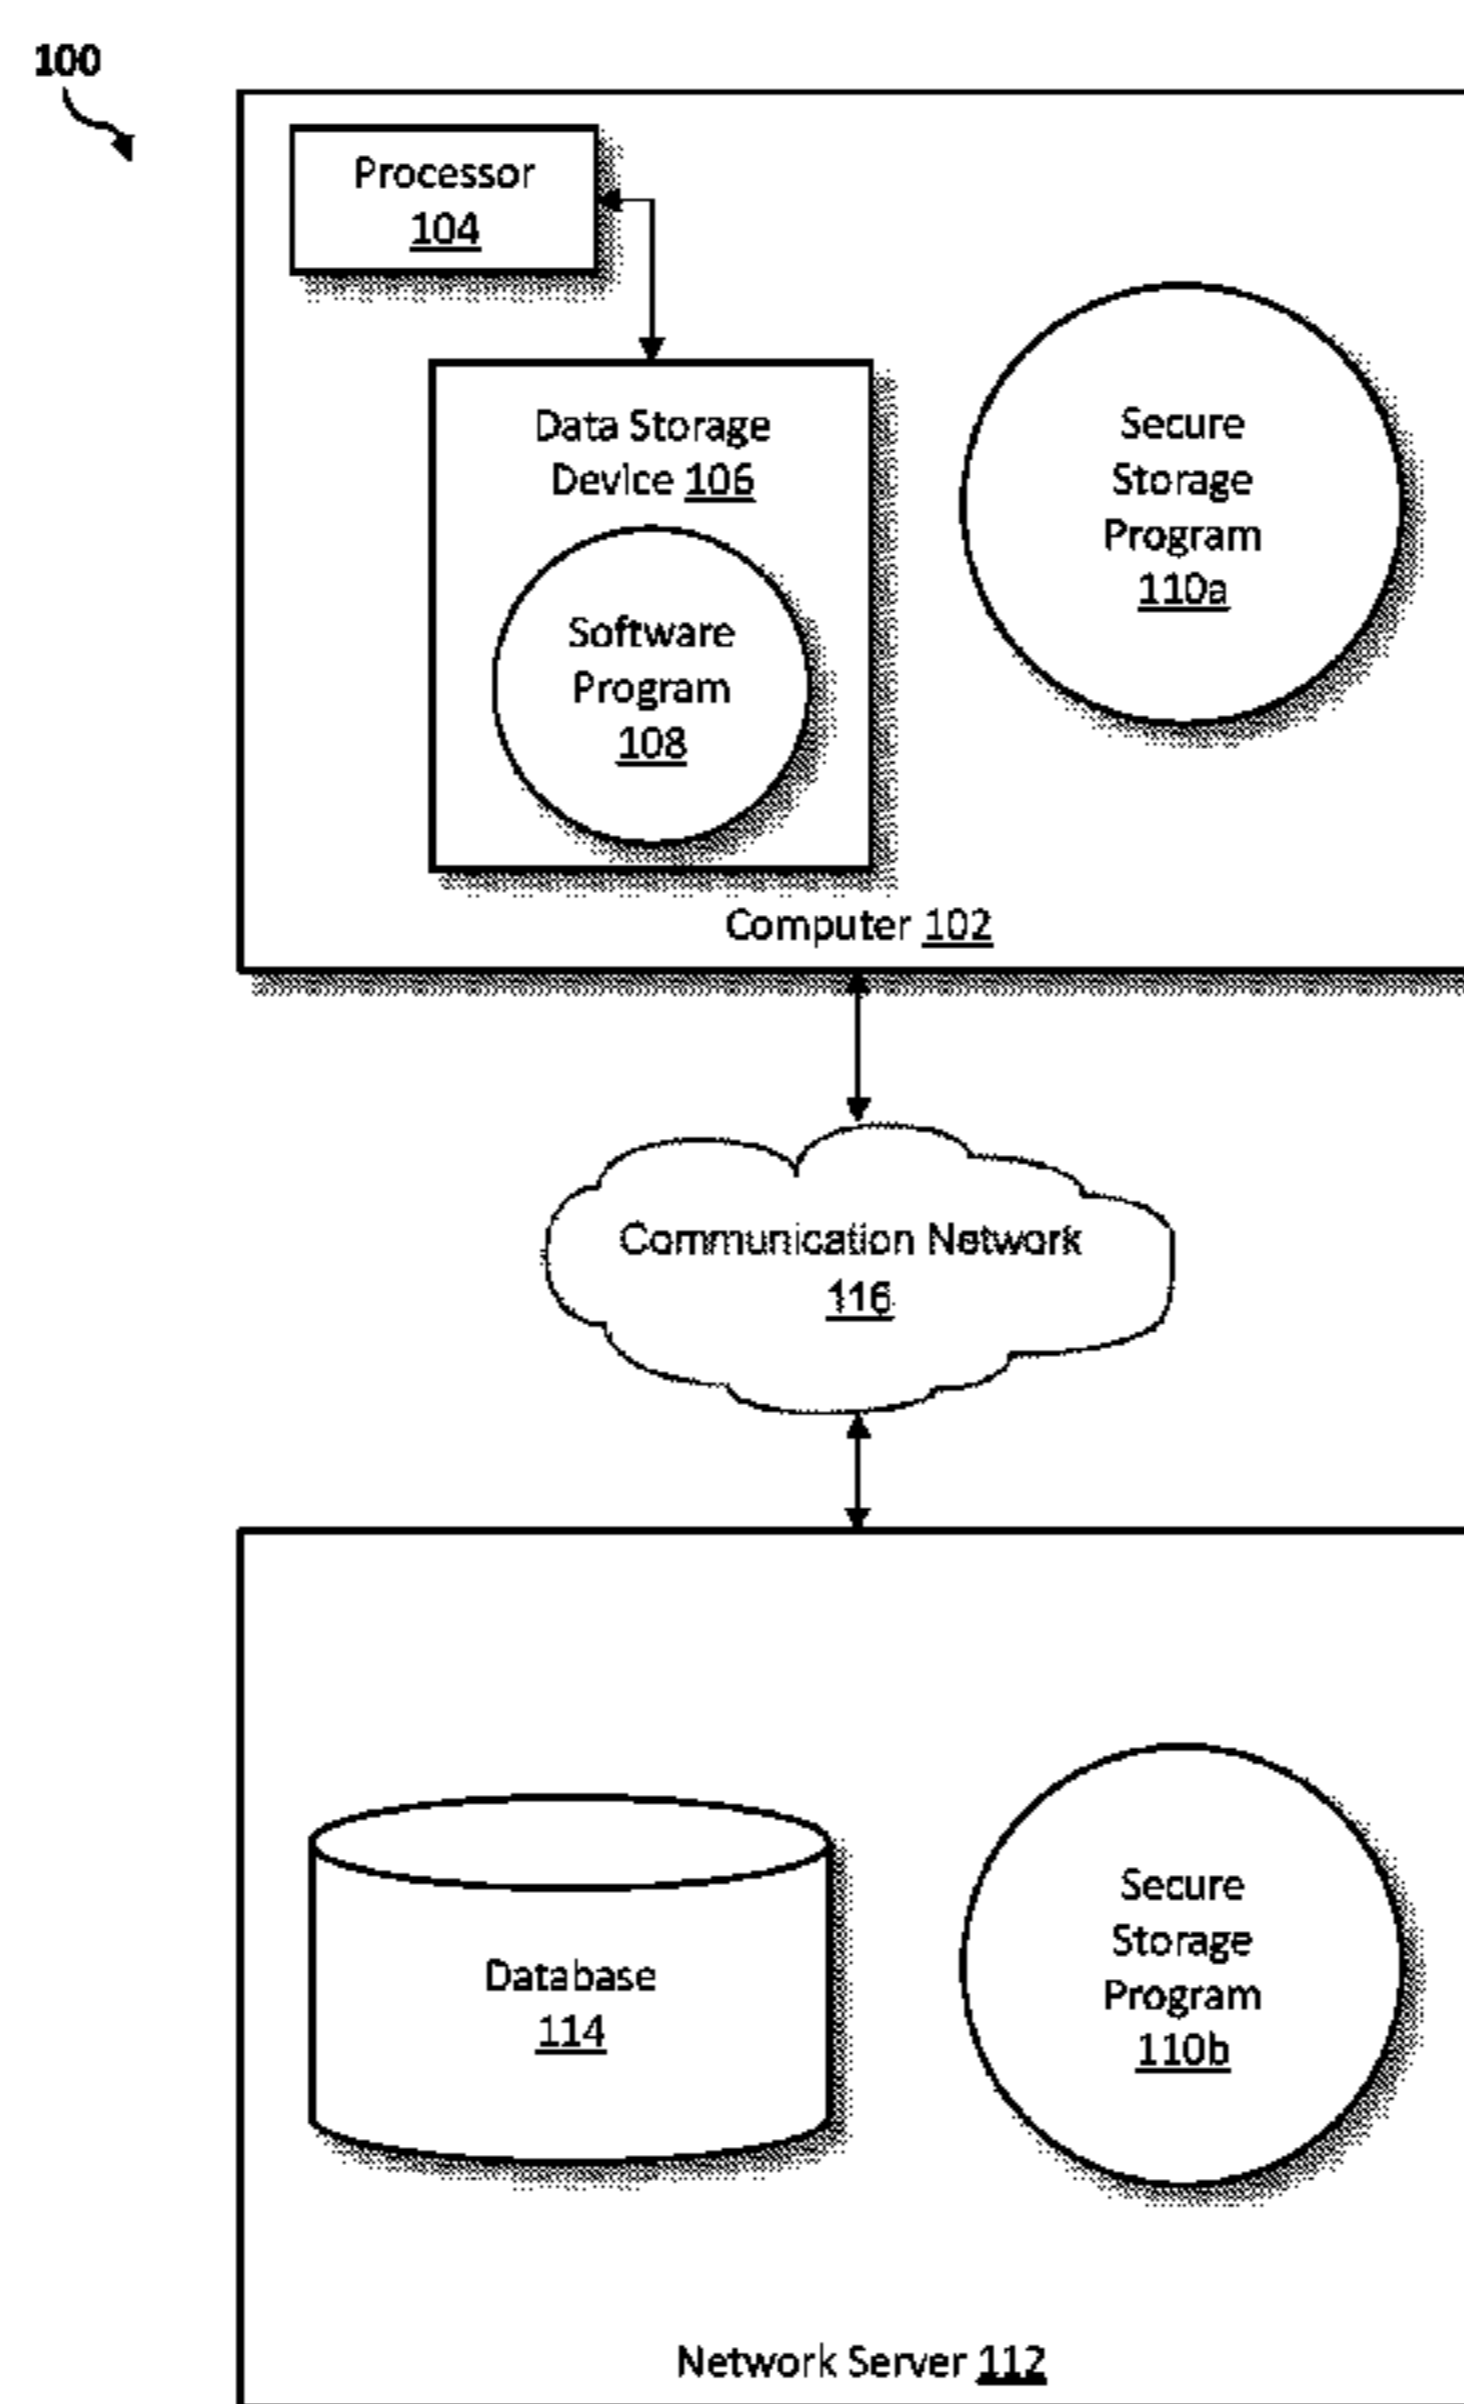 100
Processor
104
Data Storage
Device 106
Software
Program
108
Secure
Storage
Program
110a
Computer 102
Communication Network
116
Database
114
Secure
Storage
Program
110b
Network Server 112